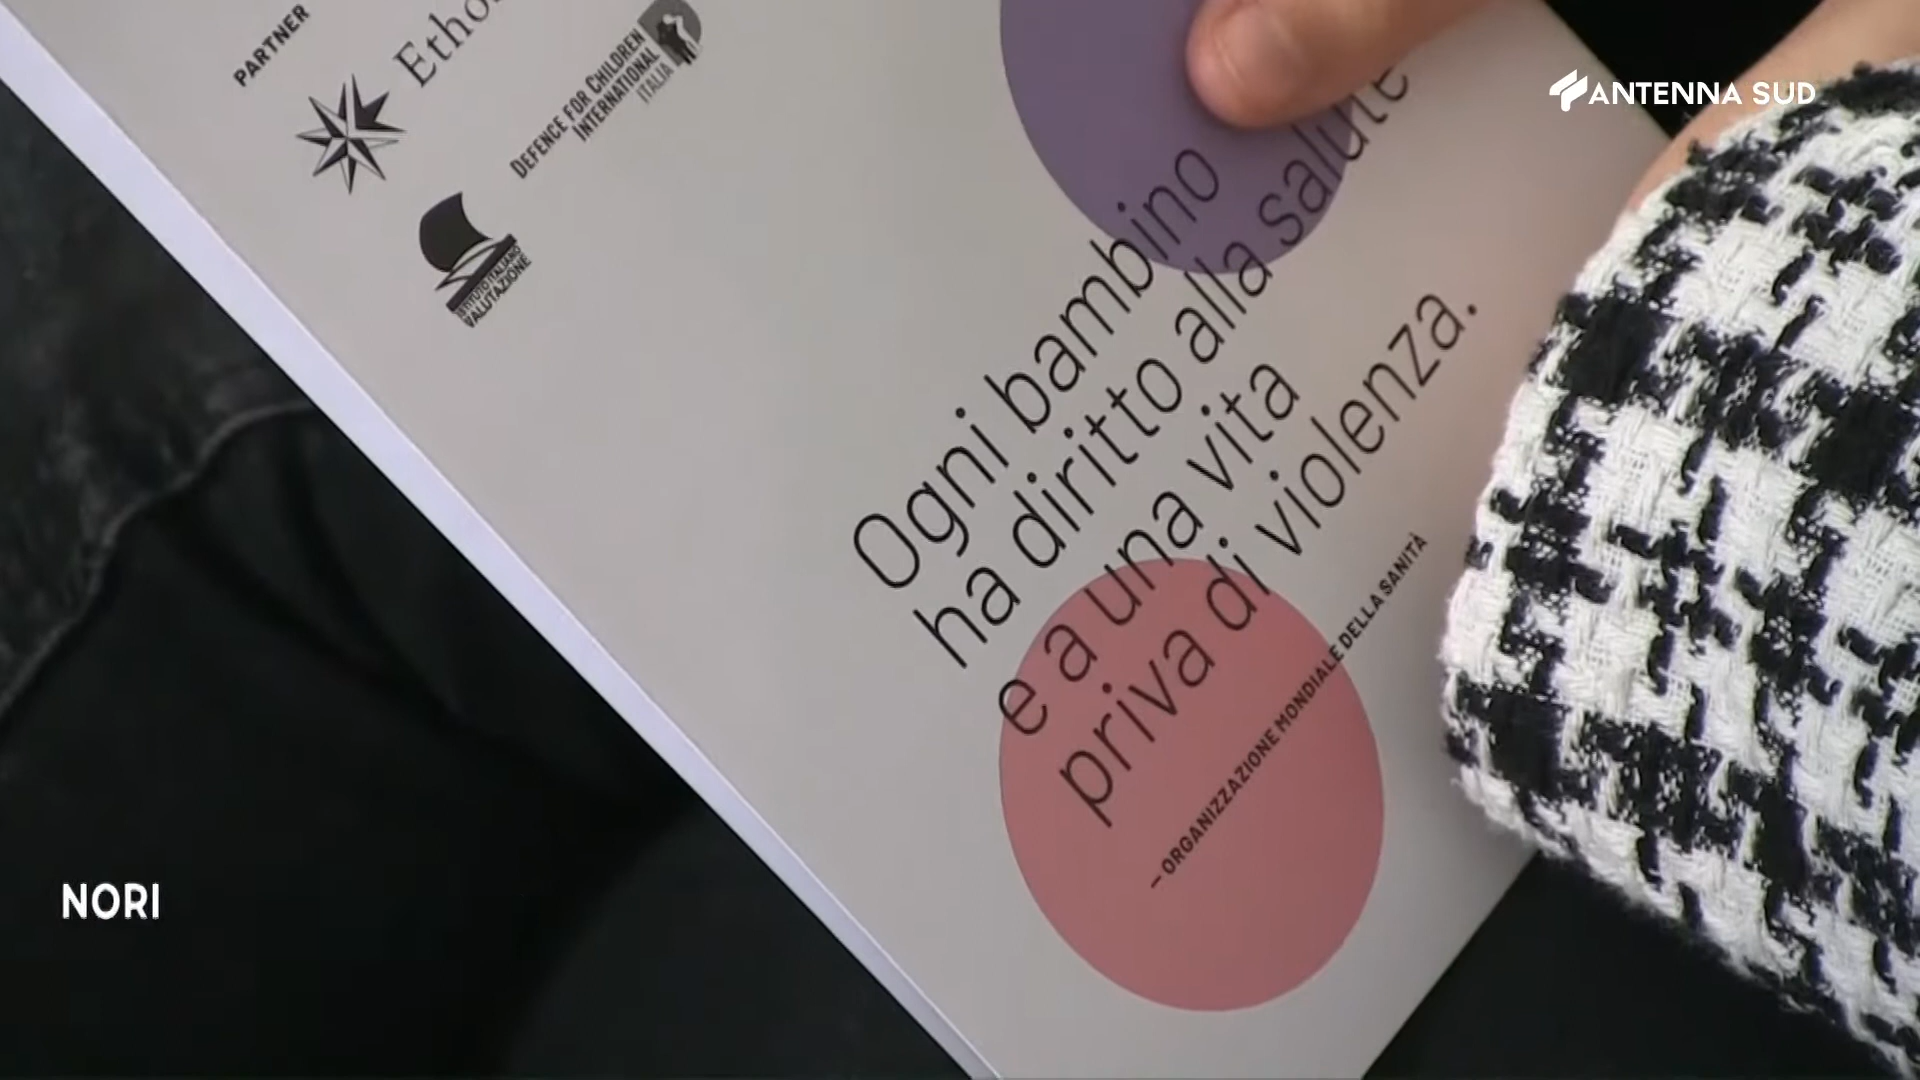 PARTNER
DEFENCE FOR CHILDREN
INTERNATIONAL
ITALIA
ISTITUTO ITALIANO
VALUTAZIONE
Ogni bambino
ha diritto alla salute
e a una vita
priva di violenza.
– ORGANIZZAZIONE MONDIALE DELLA SANITÀ
ANTENNA SUD
NORI